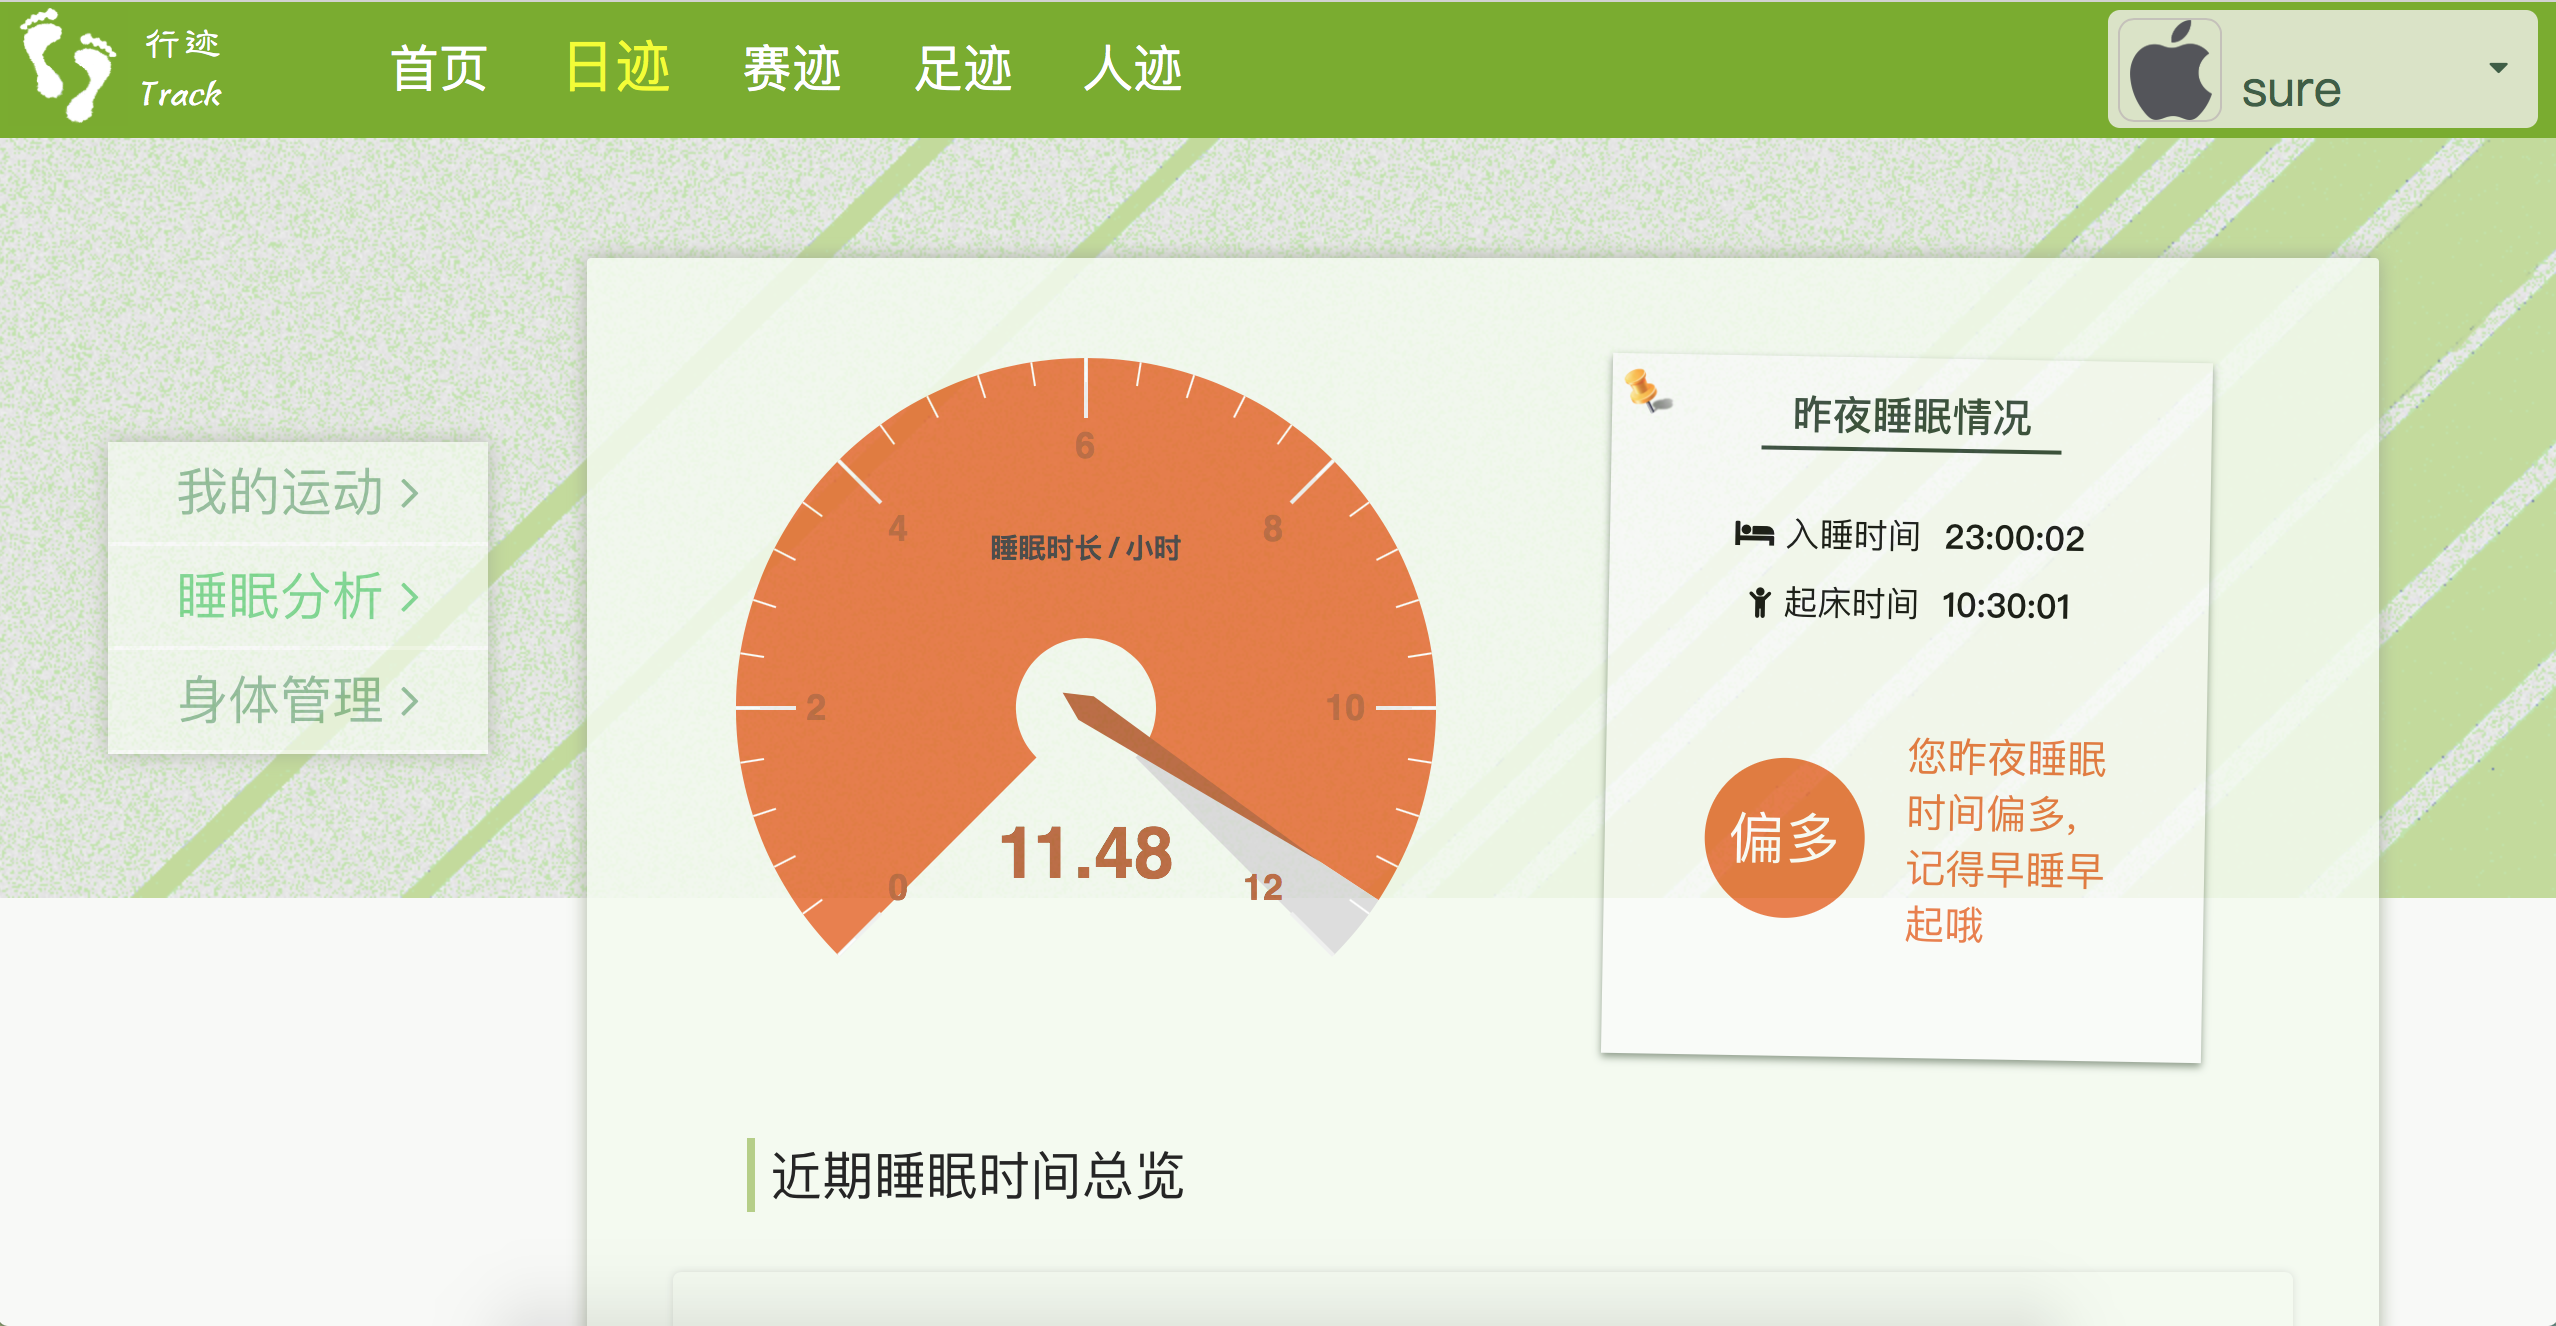 行迹
Track
首页
日迹
赛迹
足迹
人迹
sure
我的运动
睡眠分析
身体管理
0
2
4
6
8
10
12
睡眠时长 / 小时
11.48
昨夜睡眠情况
入睡时间 23:00:02
起床时间 10:30:01
偏多
您昨夜睡眠
时间偏多,
记得早睡早
起哦
近期睡眠时间总览